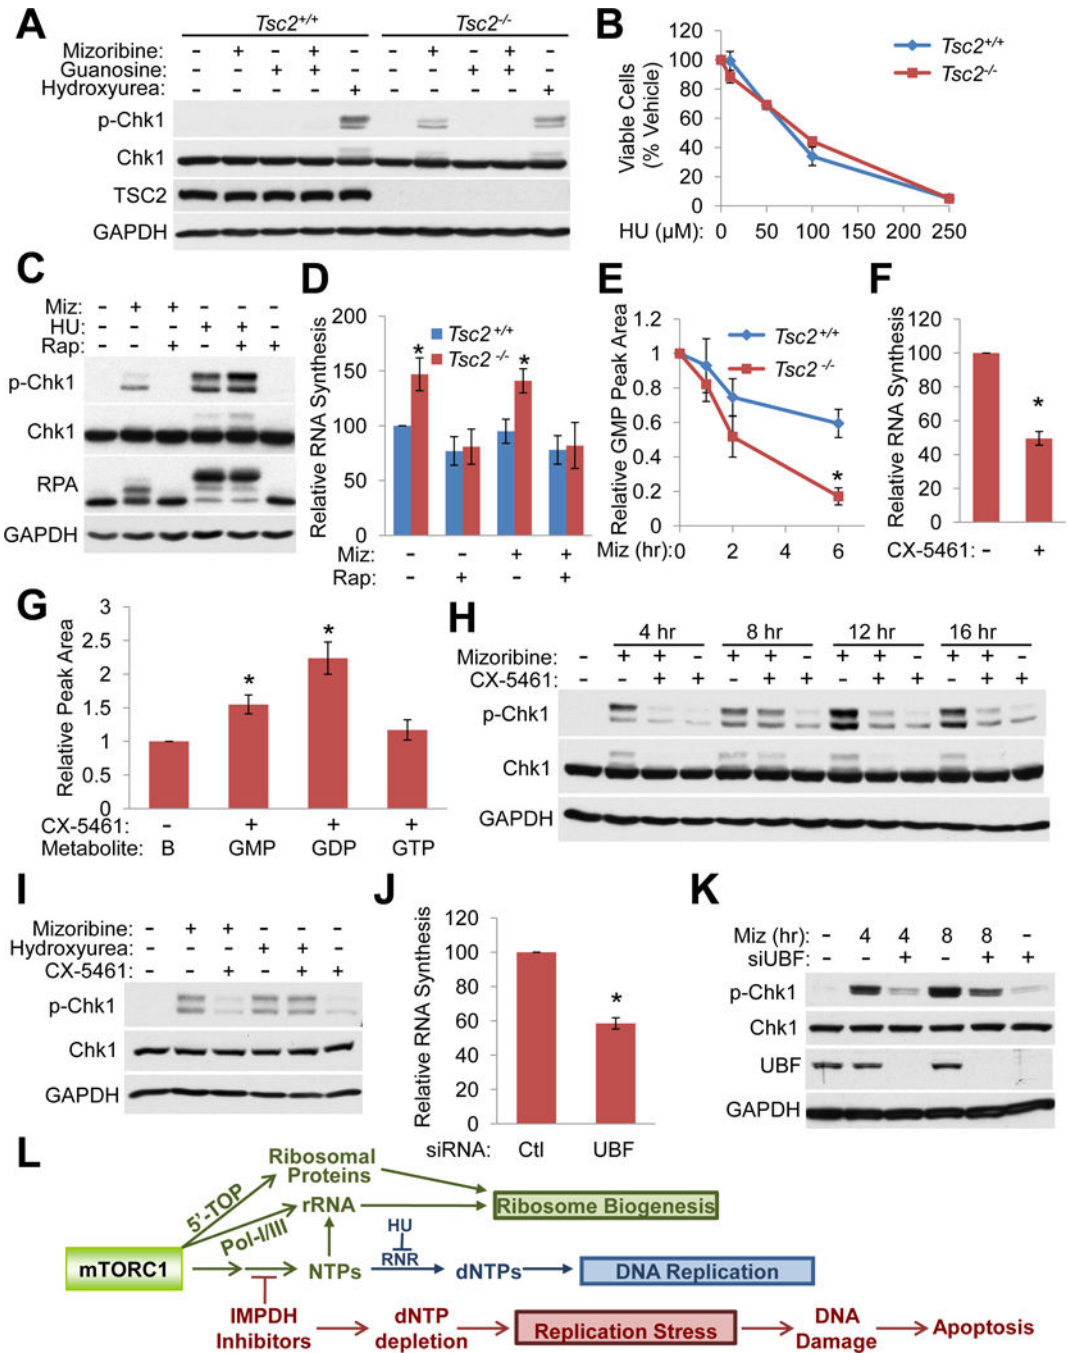 A
Tsc2+/+ Tsc2-/-
Mizoribine: - + - + - - + - + -
Guanosine: - - + + - - - + + -
Hydroxyurea: - - - - + - - - - +
p-Chk1
Chk1
TSC2
GAPDH
B
120
100
80
60
40
20
0
Viable Cells
(% Vehicle)
Tsc2+/+
Tsc2-/-
HU (µM): 0 50 100 150 200 250
C
Miz: - + + - - -
HU: - - - + + -
Rap: - - + - + +
p-Chk1
Chk1
RPA
GAPDH
D
200
150
100
50
0
Relative RNA Synthesis
Tsc2 +/+
Tsc2 -/-
* *
Miz: - - + +
Rap: - + - +
E
1.2
1
0.8
0.6
0.4
0.2
0
Relative GMP Peak Area
Tsc2+/+
Tsc2 -/-
*
Miz (hr): 0 2 4 6
F
120
100
80
60
40
20
0
Relative RNA Synthesis
*
CX-5461: - +
G
3
2.5
2
1.5
1
0.5
0
Relative Peak Area
* *
CX-5461: - + + +
Metabolite: B GMP GDP GTP
H
4 hr 8 hr 12 hr 16 hr
Mizoribine: - + + - + + - + + - + + -
CX-5461: - - + + - + + - + + - + +
p-Chk1
Chk1
GAPDH
I
Mizoribine: - + + - - -
Hydroxyurea: - - - + + -
CX-5461: - - + - + +
p-Chk1
Chk1
GAPDH
J
120
100
80
60
40
20
0
Relative RNA Synthesis
*
siRNA: Ctl UBF
K
Miz (hr): - 4 4 8 8 -
siUBF: - - + - + +
p-Chk1
Chk1
UBF
GAPDH
L
Ribosomal
Proteins
5'-TOP
rRNA
Ribosome Biogenesis
Pol-I/III
HU
RNR
mTORC1
NTPs
dNTPs
DNA Replication
IMPDH
Inhibitors
dNTP
depletion
Replication Stress
DNA
Damage
Apoptosis